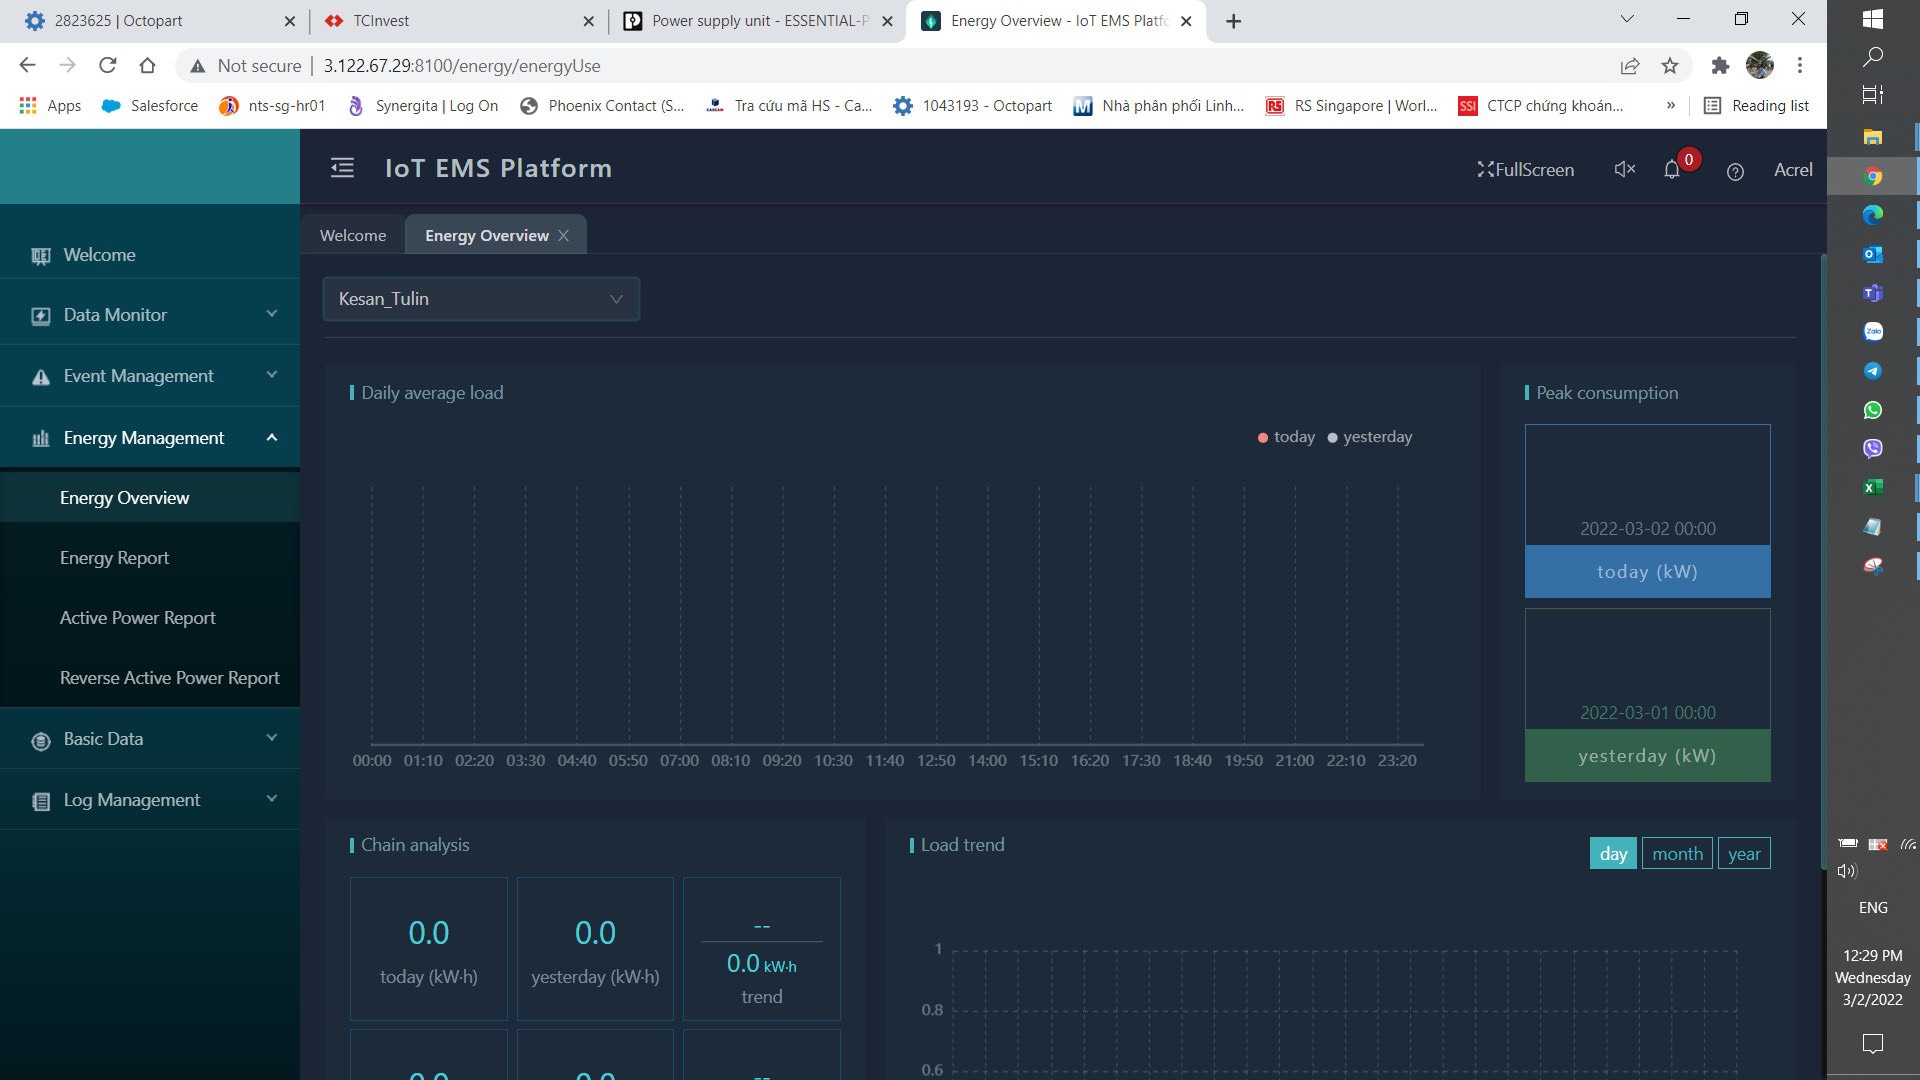 2823625 | Octopart
TCInvest
Power supply unit - ESSENTIAL-P
Energy Overview - IoT EMS Platfo
Not secure | 3.122.67.29:8100/energy/energyUse
Apps
Salesforce
nts-sg-hr01
Synergita | Log On
Phoenix Contact (S...
Tra cứu mã HS - Ca...
1043193 - Octopart
Nhà phân phối Linh...
RS Singapore | Worl...
CTCP chứng khoán...
»
Reading list
IoT EMS Platform
FullScreen
0
Acrel
Welcome
Energy Overview
Welcome
Data Monitor
Event Management
Energy Management
Energy Overview
Energy Report
Active Power Report
Reverse Active Power Report
Basic Data
Log Management
Kesan_Tulin
Daily average load
today
yesterday
00:00 01:10 02:20 03:30 04:40 05:50 07:00 08:10 09:20 10:30 11:40 12:50 14:00 15:10 16:20 17:30 18:40 19:50 21:00 22:10 23:20
Peak consumption
2022-03-02 00:00
today (kW)
2022-03-01 00:00
yesterday (kW)
Chain analysis
0.0
today (kW·h)
0.0
yesterday (kW·h)
--
0.0 kW·h
trend
0.0
0.0
--
Load trend
day
month
year
1
0.8
0.6
ENG
12:29 PM
Wednesday
3/2/2022